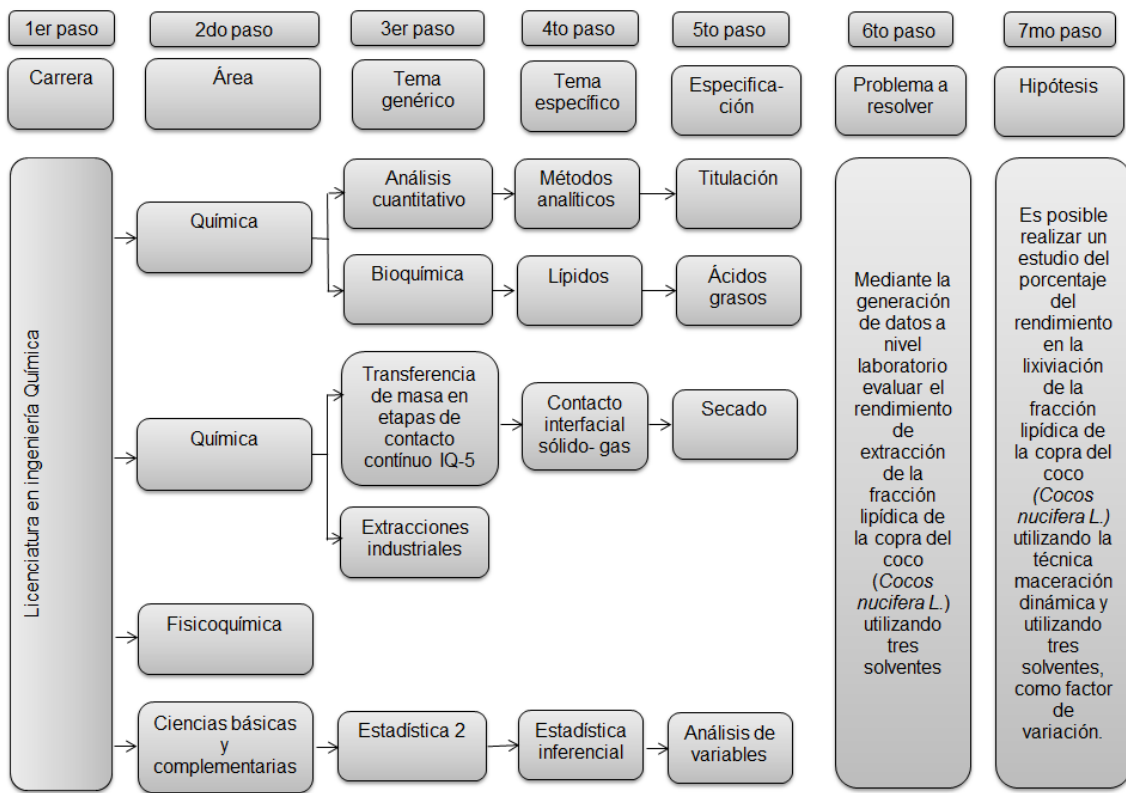 1er paso
2do paso
3er paso
4to paso
5to paso
6to paso
7mo paso
Carrera
Área
Tema
genérico
Tema
específico
Especifica-
ción
Problema a
resolver
Hipótesis
Licenciatura en ingeniería Química
Química
Análisis
cuantitativo
Métodos
analíticos
Titulación
Bioquímica
Lípidos
Ácidos
grasos
Química
Transferencia
de masa en
etapas de
contacto
contínuo IQ-5
Contacto
interfacial
sólido- gas
Secado
Extracciones
industriales
Fisicoquímica
Ciencias básicas
y
complementarias
Estadística 2
Estadística
inferencial
Análisis de
variables
Mediante la
generación
de datos a
nivel
laboratorio
evaluar el
rendimiento
de
extracción
de la
fracción
lipídica de
la copra del
coco
(Cocos
nucifera L.)
utilizando
tres
solventes
Es posible
realizar un
estudio del
porcentaje
del
rendimiento
en la
lixiviación
de la
fracción
lipídica de
la copra del
coco
(Cocos
nucifera L.)
utilizando la
técnica
maceración
dinámica y
utilizando
tres
solventes,
como factor
de
variación.